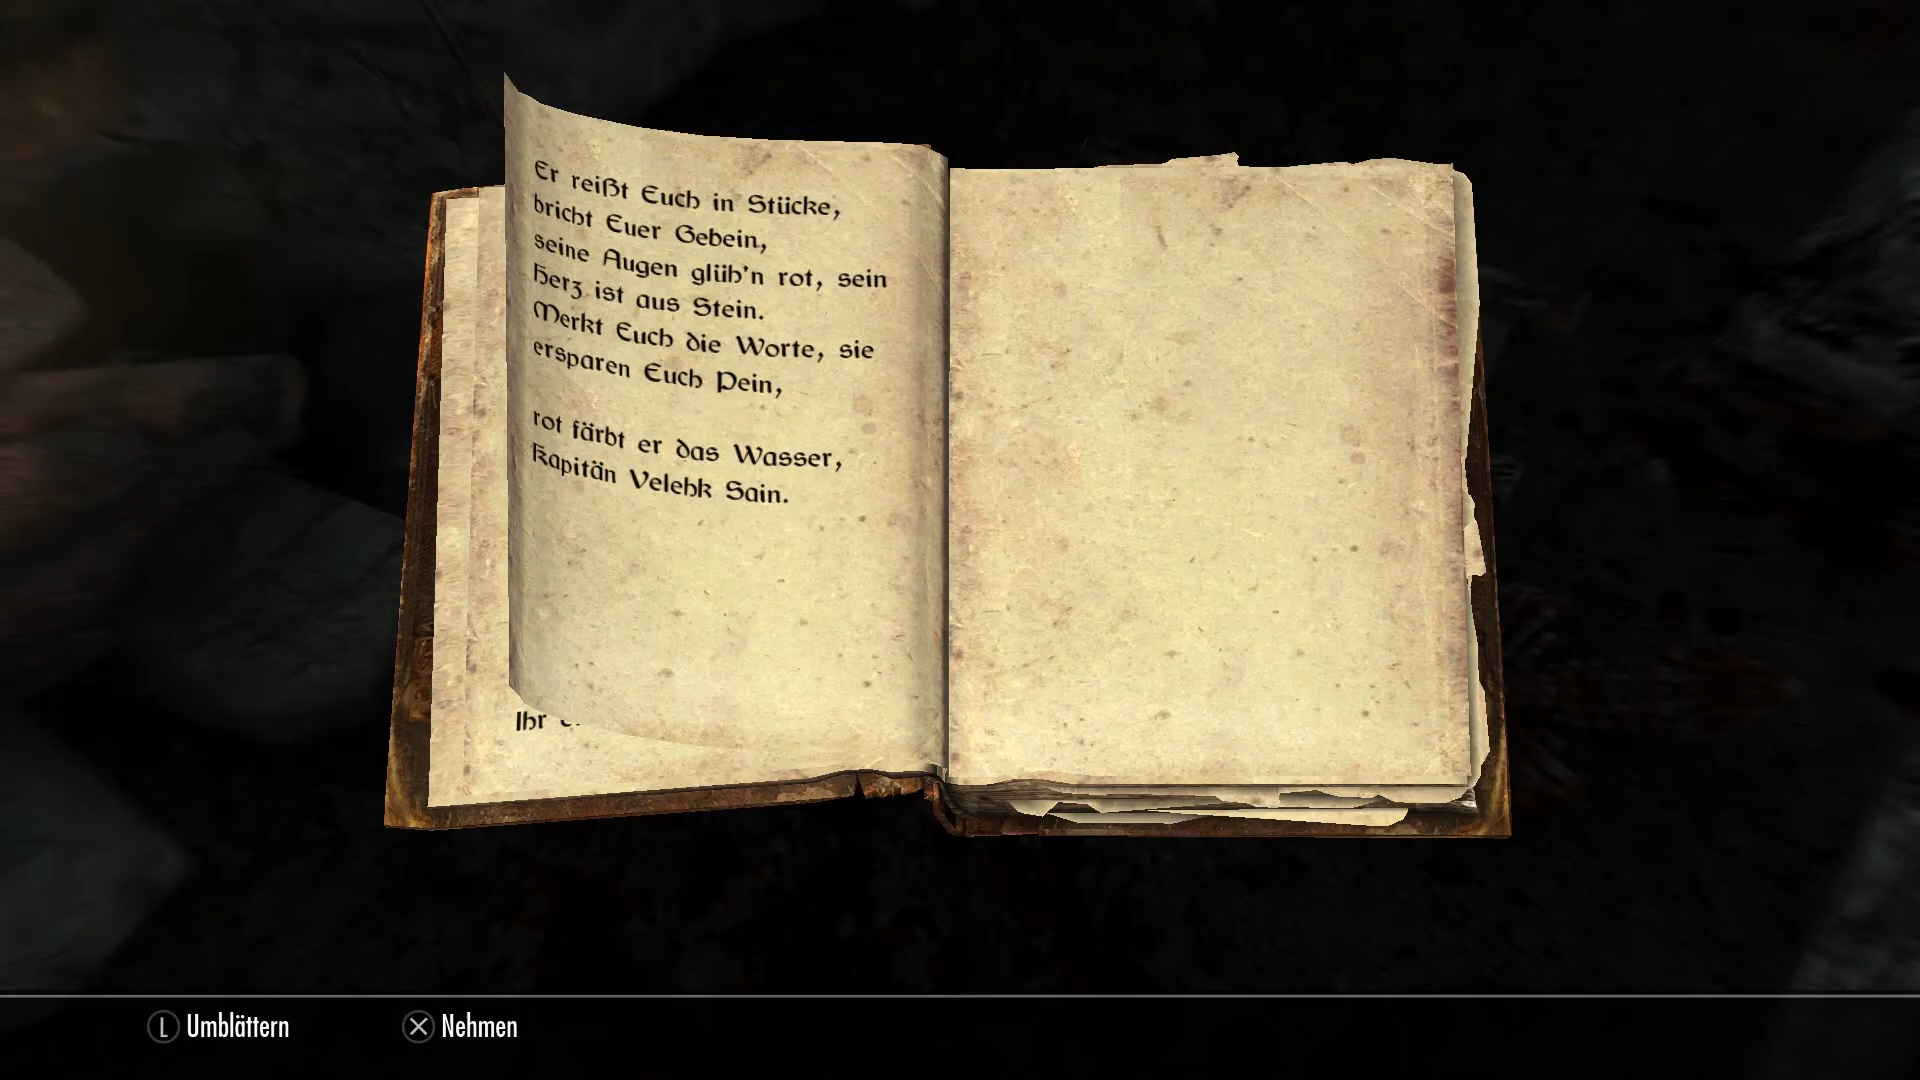 Er reißt Euch in Stücke,
bricht Euer Gebein,
seine Augen glüh'n rot, sein
Herz ist aus Stein.
Merkt Euch die Worte, sie
ersparen Euch Pein,
rot färbt er das Wasser,
Kapitän Velehk Sain.
Ihr
L Umblättern
X Nehmen